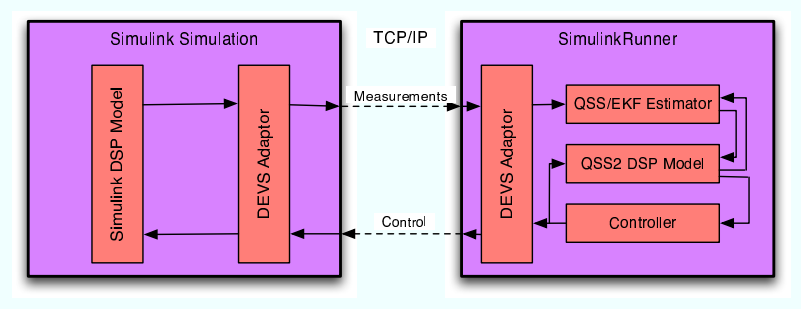 Simulink Simulation
TCP/IP
SimulinkRunner
Simulink DSP Model
DEVS Adaptor
Measurements
Control
DEVS Adaptor
QSS/EKF Estimator
QSS2 DSP Model
Controller